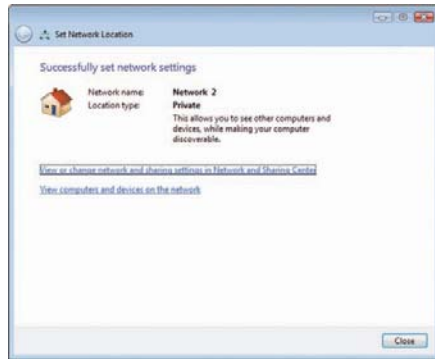 Set Network Location
Successfully set network settings
Network name: Network 2
Location type: Private
This allows you to see other computers and
devices, while making your computer
discoverable.
View or change network and sharing settings in Network and Sharing Center
View computers and devices on the network
Close